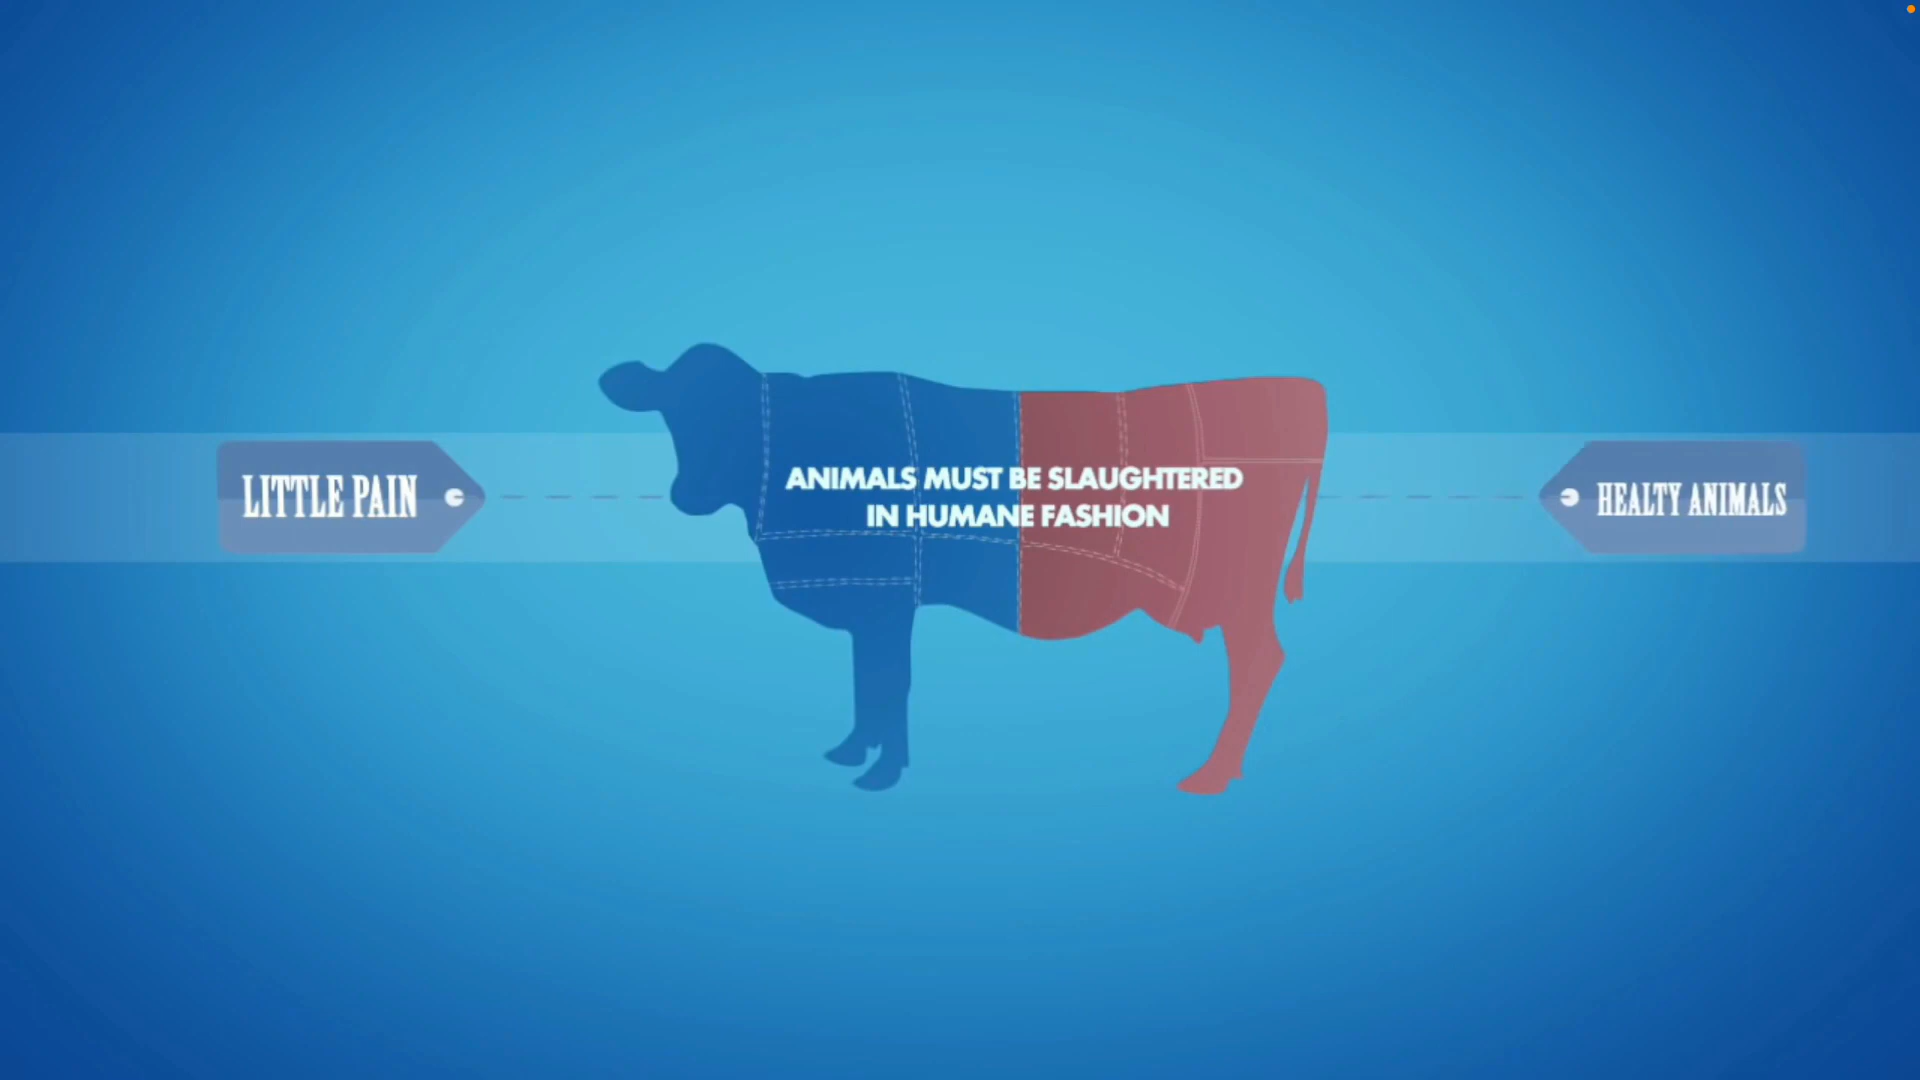 LITTLE PAIN
ANIMALS MUST BE SLAUGHTERED
IN HUMANE FASHION
HEALTY ANIMALS